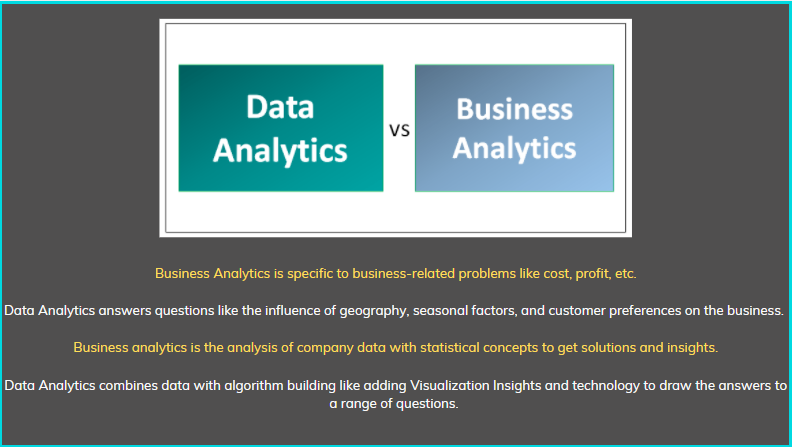 Data
Analytics
vs
Business
Analytics
Business Analytics is specific to business-related problems like cost, profit, etc.
Data Analytics answers questions like the influence of geography, seasonal factors, and customer preferences on the business.
Business analytics is the analysis of company data with statistical concepts to get solutions and insights.
Data Analytics combines data with algorithm building like adding Visualization Insights and technology to draw the answers to
a range of questions.